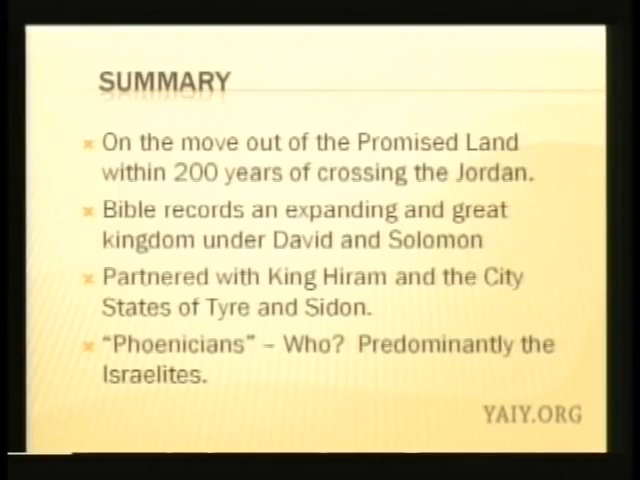 SUMMARY
On the move out of the Promised Land
within 200 years of crossing the Jordan.
Bible records an expanding and great
kingdom under David and Solomon
Partnered with King Hiram and the City
States of Tyre and Sidon.
“Phoenicians” – Who?  Predominantly the
Israelites.
YAIY.ORG